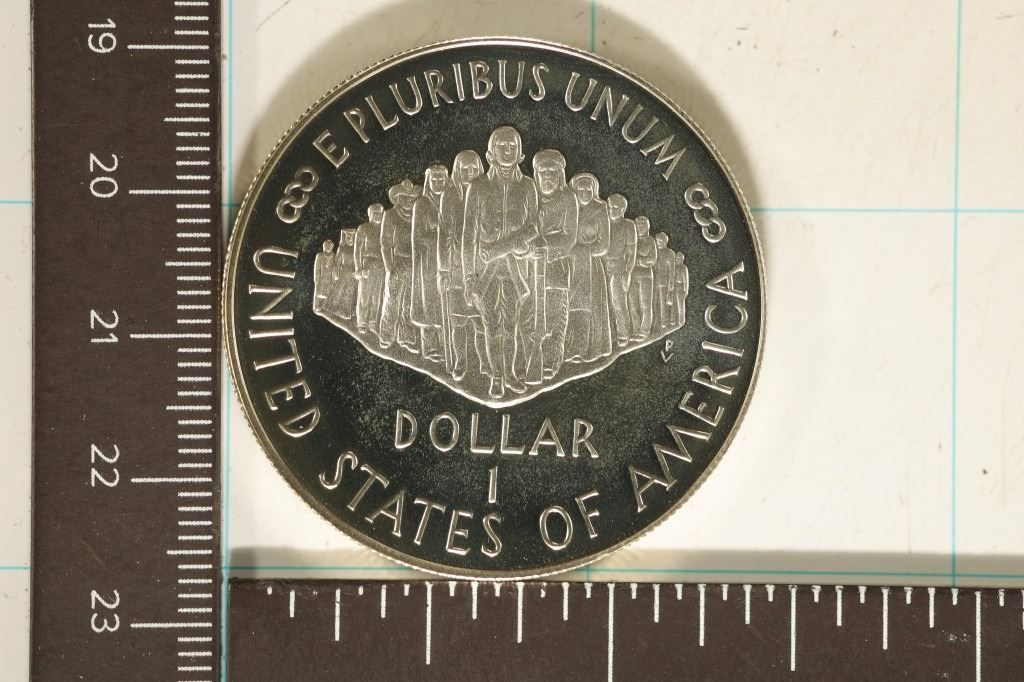 E PLURIBUS UNUM
UNITED STATES OF AMERICA
DOLLAR
1
P
19
20
21
22
23